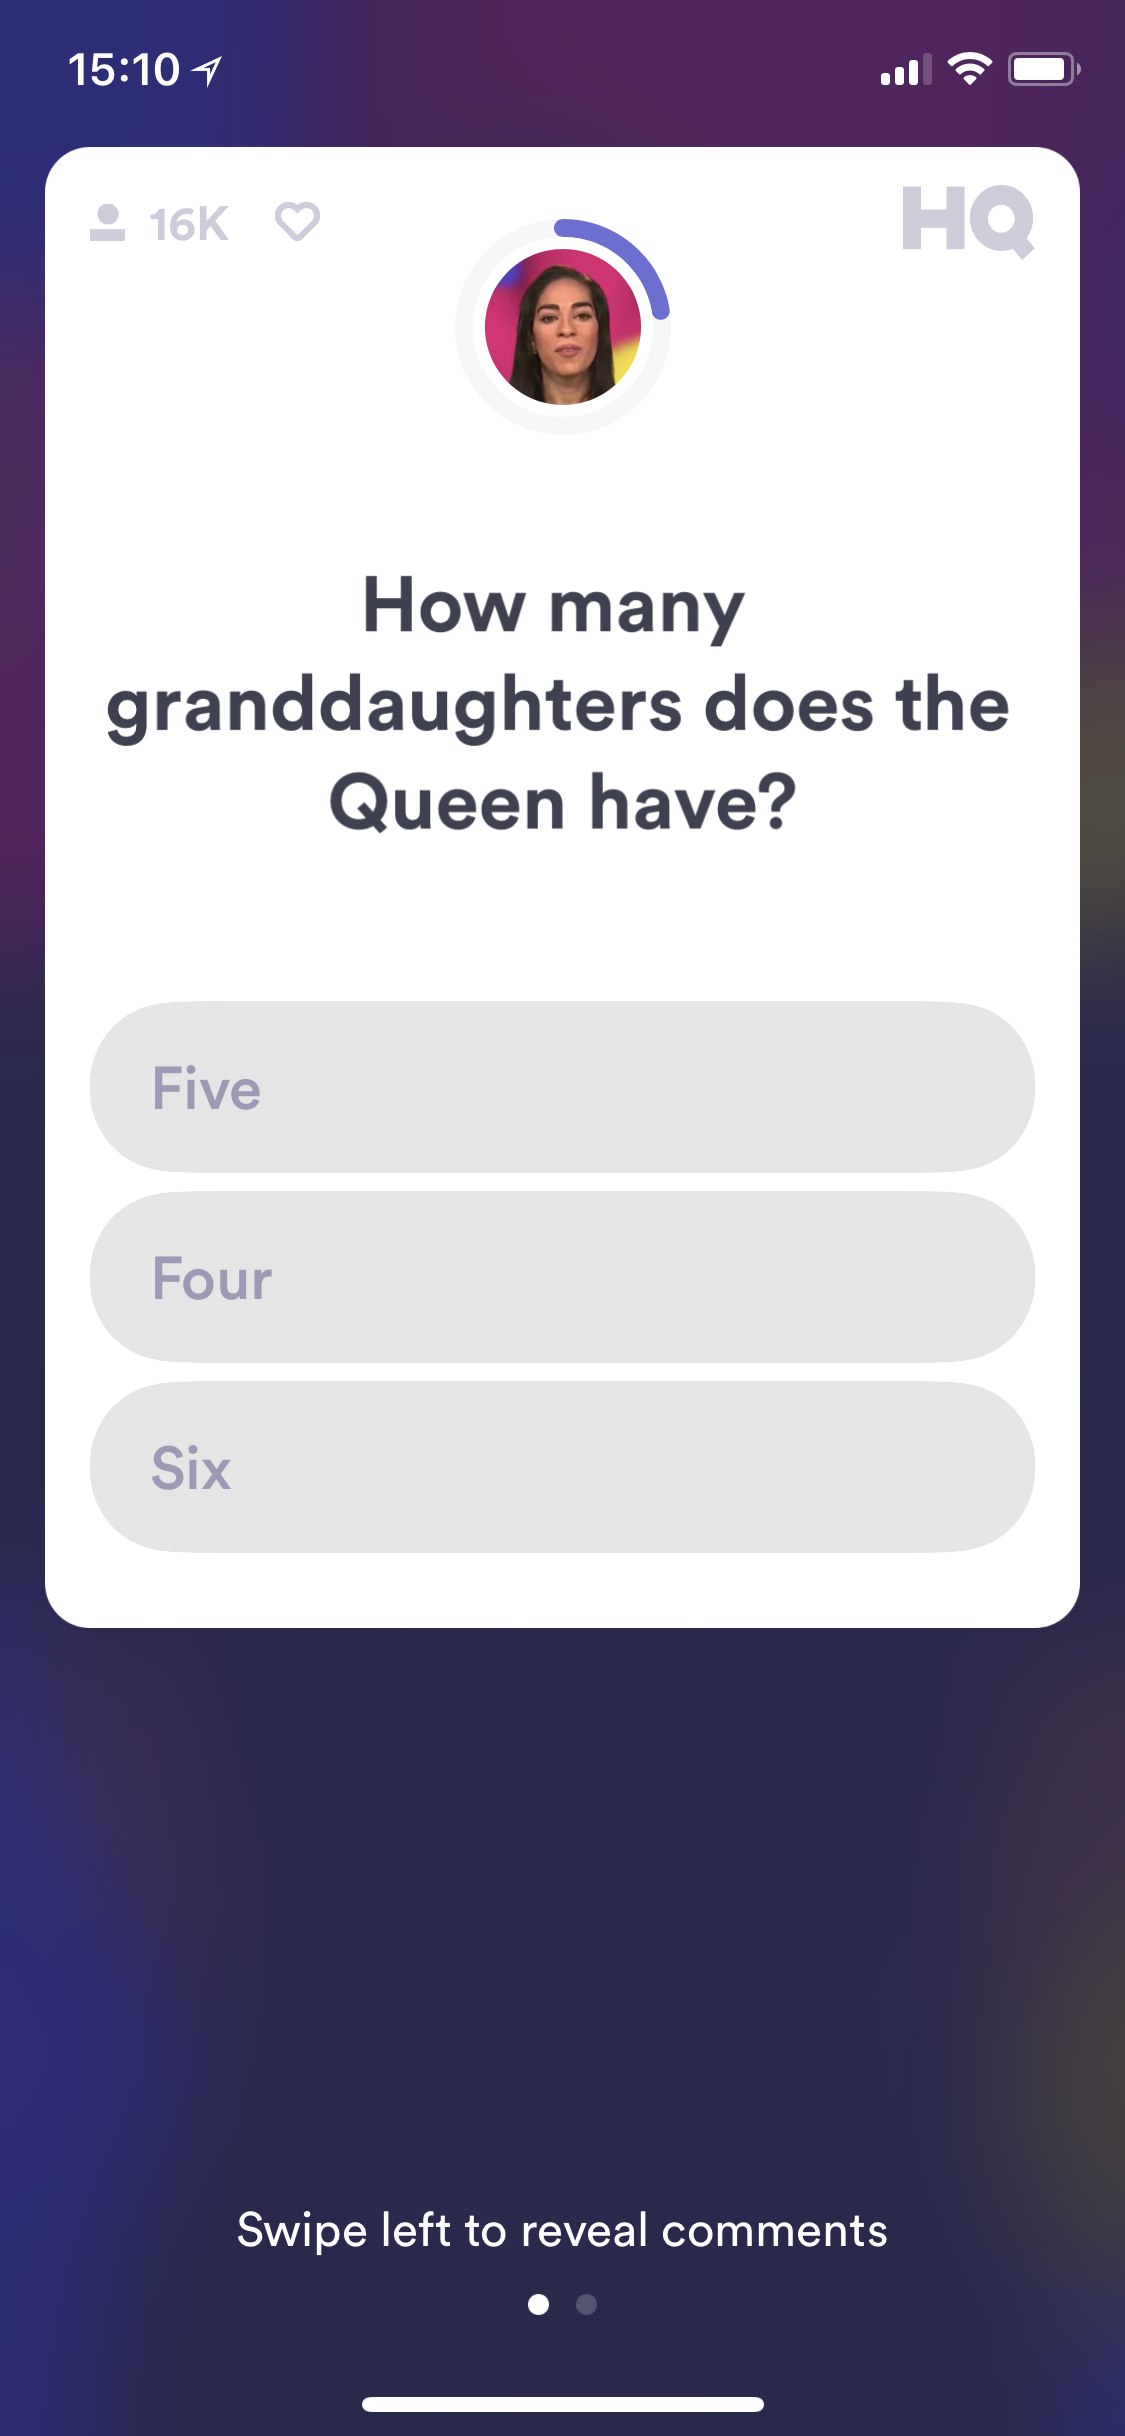 15:10
16K
HQ
How many
granddaughters does the
Queen have?
Five
Four
Six
Swipe left to reveal comments